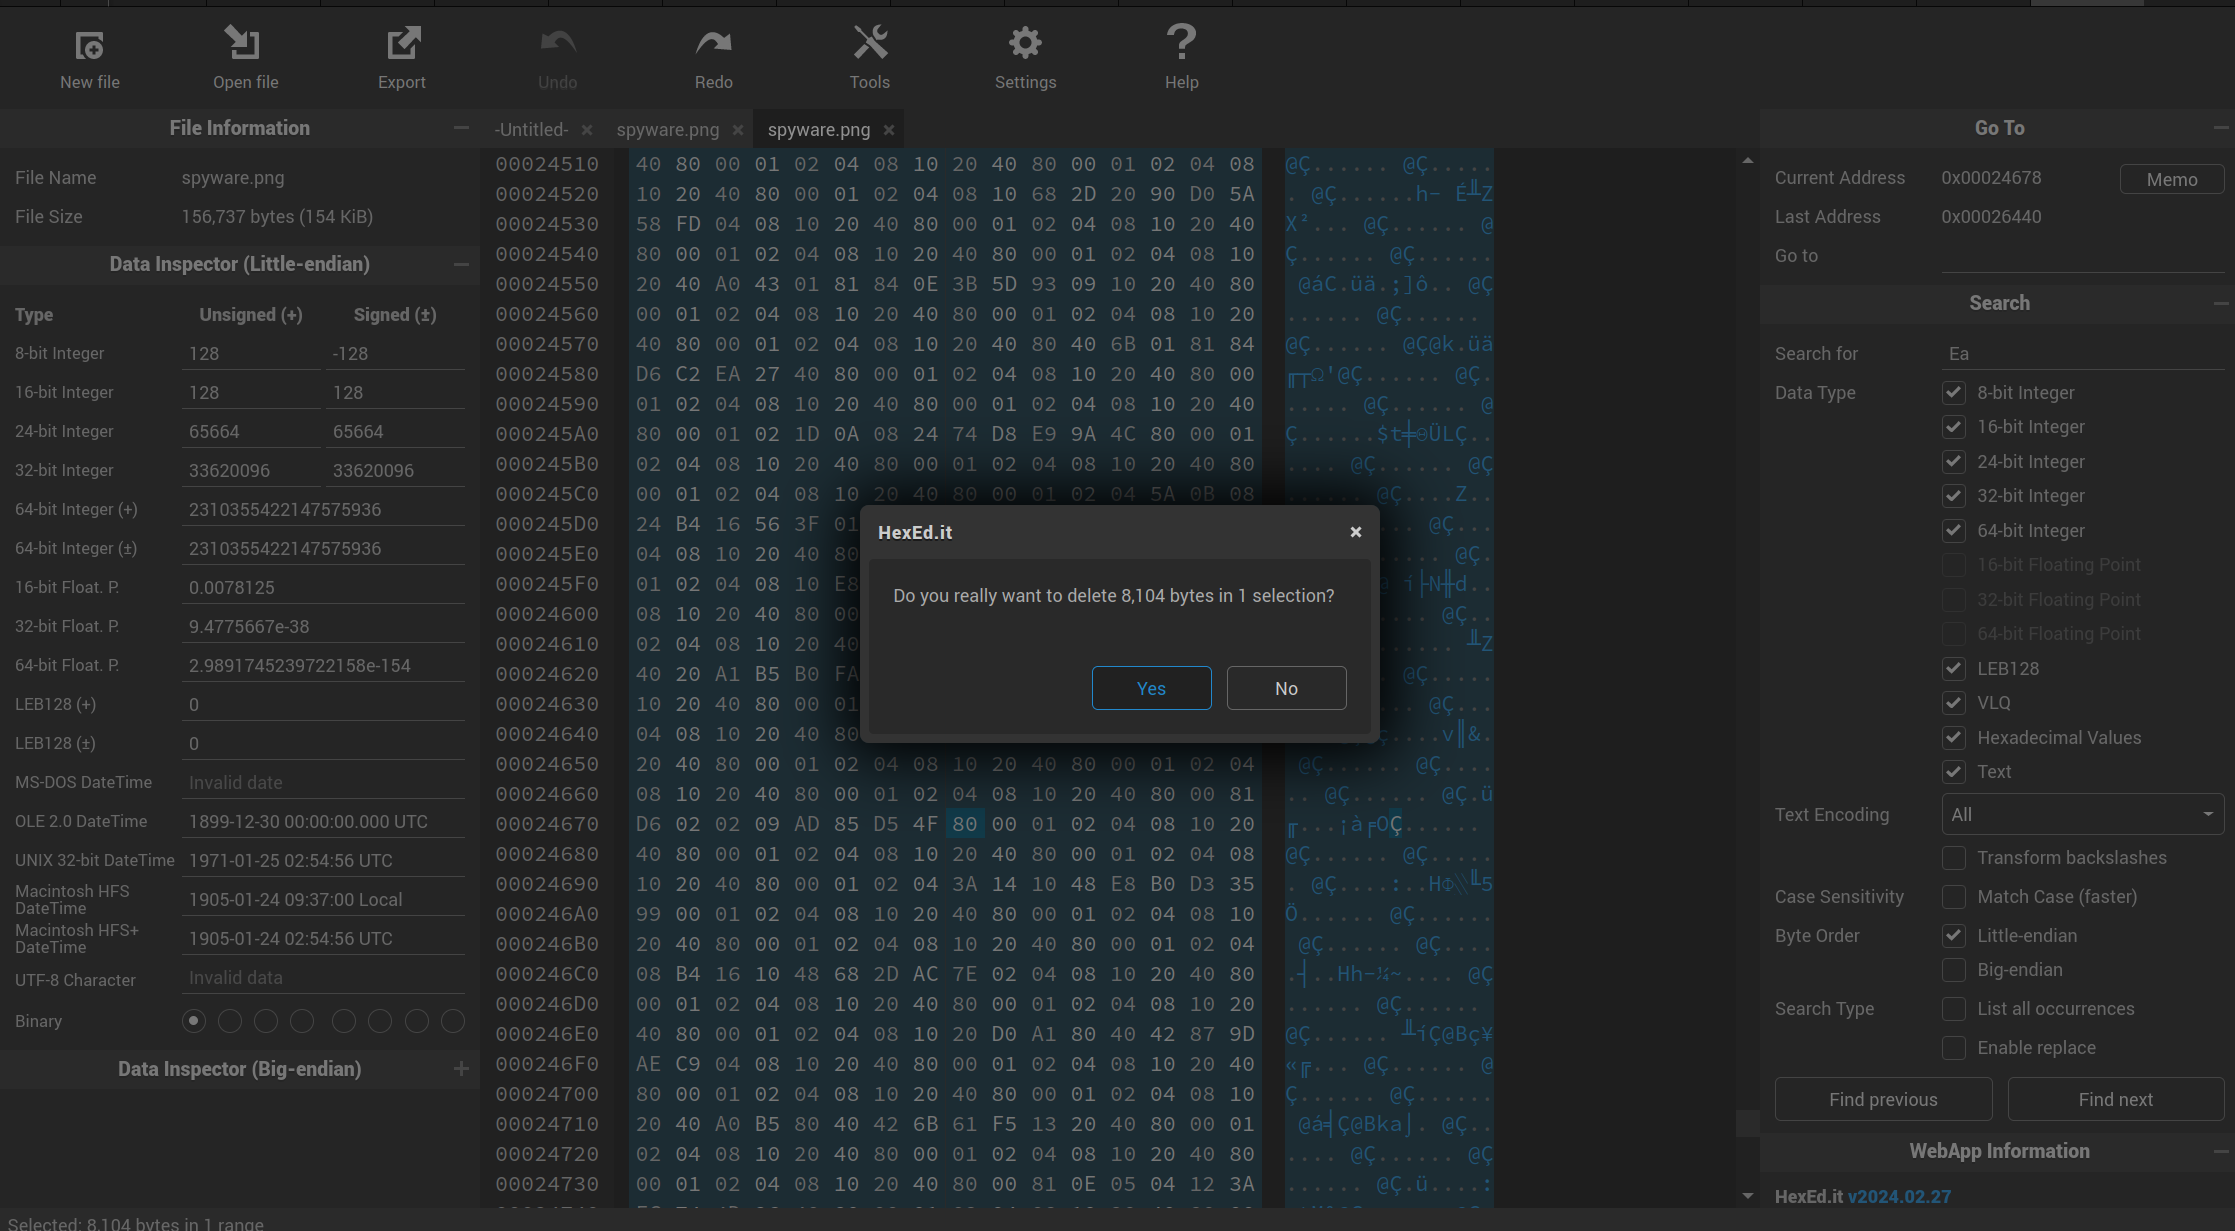 New file Open file Export Undo Redo Tools Settings Help
File Information
File Name spyware.png
File Size 156,737 bytes (154 KiB)
Data Inspector (Little-endian)
Type Unsigned (+) Signed (±)
8-bit Integer 128 -128
16-bit Integer 128 128
24-bit Integer 65664 65664
32-bit Integer 33620096 33620096
64-bit Integer (+) 2310355422147575936
64-bit Integer (±) 2310355422147575936
16-bit Float. P. 0.0078125
32-bit Float. P. 9.4775667e-38
64-bit Float. P. 2.9891745239722158e-154
LEB128 (+) 0
LEB128 (±) 0
MS-DOS DateTime Invalid date
OLE 2.0 DateTime 1899-12-30 00:00:00.000 UTC
UNIX 32-bit DateTime 1971-01-25 02:54:56 UTC
Macintosh HFS
DateTime 1905-01-24 09:37:00 Local
Macintosh HFS+
DateTime 1905-01-24 02:54:56 UTC
UTF-8 Character Invalid data
Binary
Data Inspector (Big-endian)
-Untitled- spyware.png spyware.png
00024510 40 80 00 01 02 04 08 10 20 40 80 00 01 02 04 08
00024520 10 20 40 80 00 01 02 04 08 10 68 2D 20 90 D0 5A
00024530 58 FD 04 08 10 20 40 80 00 01 02 04 08 10 20 40
00024540 80 00 01 02 04 08 10 20 40 80 00 01 02 04 08 10
00024550 20 40 A0 43 01 81 84 0E 3B 5D 93 09 10 20 40 80
00024560 00 01 02 04 08 10 20 40 80 00 01 02 04 08 10 20
00024570 40 80 00 01 02 04 08 10 20 40 80 40 6B 01 81 84
00024580 D6 C2 EA 27 40 80 00 01 02 04 08 10 20 40 80 00
00024590 01 02 04 08 10 20 40 80 00 01 02 04 08 10 20 40
000245A0 80 00 01 02 1D 0A 08 24 74 D8 E9 9A 4C 80 00 01
000245B0 02 04 08 10 20 40 80 00 01 02 04 08 10 20 40 80
000245C0 00 01 02 04 08 10 20 40 80 00 01 02 04 5A 0B 08
000245D0 24 B4 16 56 3F 01
000245E0 04 08 10 20 40 80
000245F0 01 02 04 08 10 E8
00024600 08 10 20 40 80 00
00024610 02 04 08 10 20 40
00024620 40 20 A1 B5 B0 FA
00024630 10 20 40 80 00 01
00024640 04 08 10 20 40 80
00024650 20 40 80 00 01 02 04 08 10 20 40 80 00 01 02 04
00024660 08 10 20 40 80 00 01 02 04 08 10 20 40 80 00 81
00024670 D6 02 02 09 AD 85 D5 4F 80 00 01 02 04 08 10 20
00024680 40 80 00 01 02 04 08 10 20 40 80 00 01 02 04 08
00024690 10 20 40 80 00 01 02 04 3A 14 10 48 E8 B0 D3 35
000246A0 99 00 01 02 04 08 10 20 40 80 00 01 02 04 08 10
000246B0 20 40 80 00 01 02 04 08 10 20 40 80 00 01 02 04
000246C0 08 B4 16 10 48 68 2D AC 7E 02 04 08 10 20 40 80
000246D0 00 01 02 04 08 10 20 40 80 00 01 02 04 08 10 20
000246E0 40 80 00 01 02 04 08 10 20 D0 A1 80 40 42 87 9D
000246F0 AE C9 04 08 10 20 40 80 00 01 02 04 08 10 20 40
00024700 80 00 01 02 04 08 10 20 40 80 00 01 02 04 08 10
00024710 20 40 A0 B5 80 40 42 6B 61 F5 13 20 40 80 00 01
00024720 02 04 08 10 20 40 80 00 01 02 04 08 10 20 40 80
00024730 00 01 02 04 08 10 20 40 80 00 81 0E 05 04 12 3A
HexEd.it
Do you really want to delete 8,104 bytes in 1 selection?
Yes No
Go To
Current Address 0x00024678 Memo
Last Address 0x00026440
Go to
Search
Search for Ea
Data Type 8-bit Integer
16-bit Integer
24-bit Integer
32-bit Integer
64-bit Integer
16-bit Floating Point
32-bit Floating Point
64-bit Floating Point
LEB128
VLQ
Hexadecimal Values
Text
Text Encoding All
Transform backslashes
Case Sensitivity Match Case (faster)
Byte Order Little-endian
Big-endian
Search Type List all occurrences
Enable replace
Find previous Find next
WebApp Information
HexEd.it v2024.02.27
Selected: 8,104 bytes in 1 range